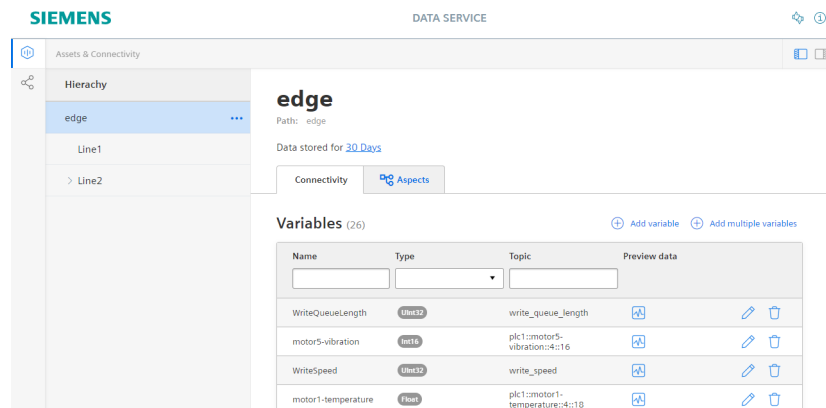 SIEMENS
DATA SERVICE
Assets & Connectivity
Hierachy
edge
Line1
Line2
edge
Path: edge
Data stored for 30 Days
Connectivity
Aspects
Variables (26)
Add variable
Add multiple variables
Name Type Topic Preview data
WriteQueueLength UInt32 write_queue_length
motor5-vibration Int16 plc1::motor5-
vibration::4::16
WriteSpeed UInt32 write_speed
motor1-temperature Float plc1::motor1-
temperature::4::18